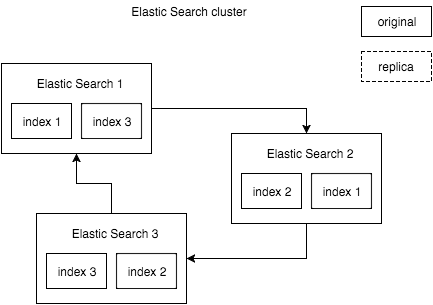 Elastic Search cluster
original
replica
Elastic Search 1
index 1
index 3
Elastic Search 2
index 2
index 1
Elastic Search 3
index 3
index 2